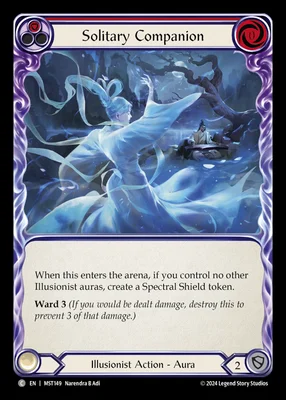 Solitary Companion
When this enters the arena, if you control no other
Illusionist auras, create a Spectral Shield token.
Ward 3 (If you would be dealt damage, destroy this to
prevent 3 of that damage.)
Illusionist Action - Aura
2
C EN | MST149 Narendra B Adi
© 2024 Legend Story Studios